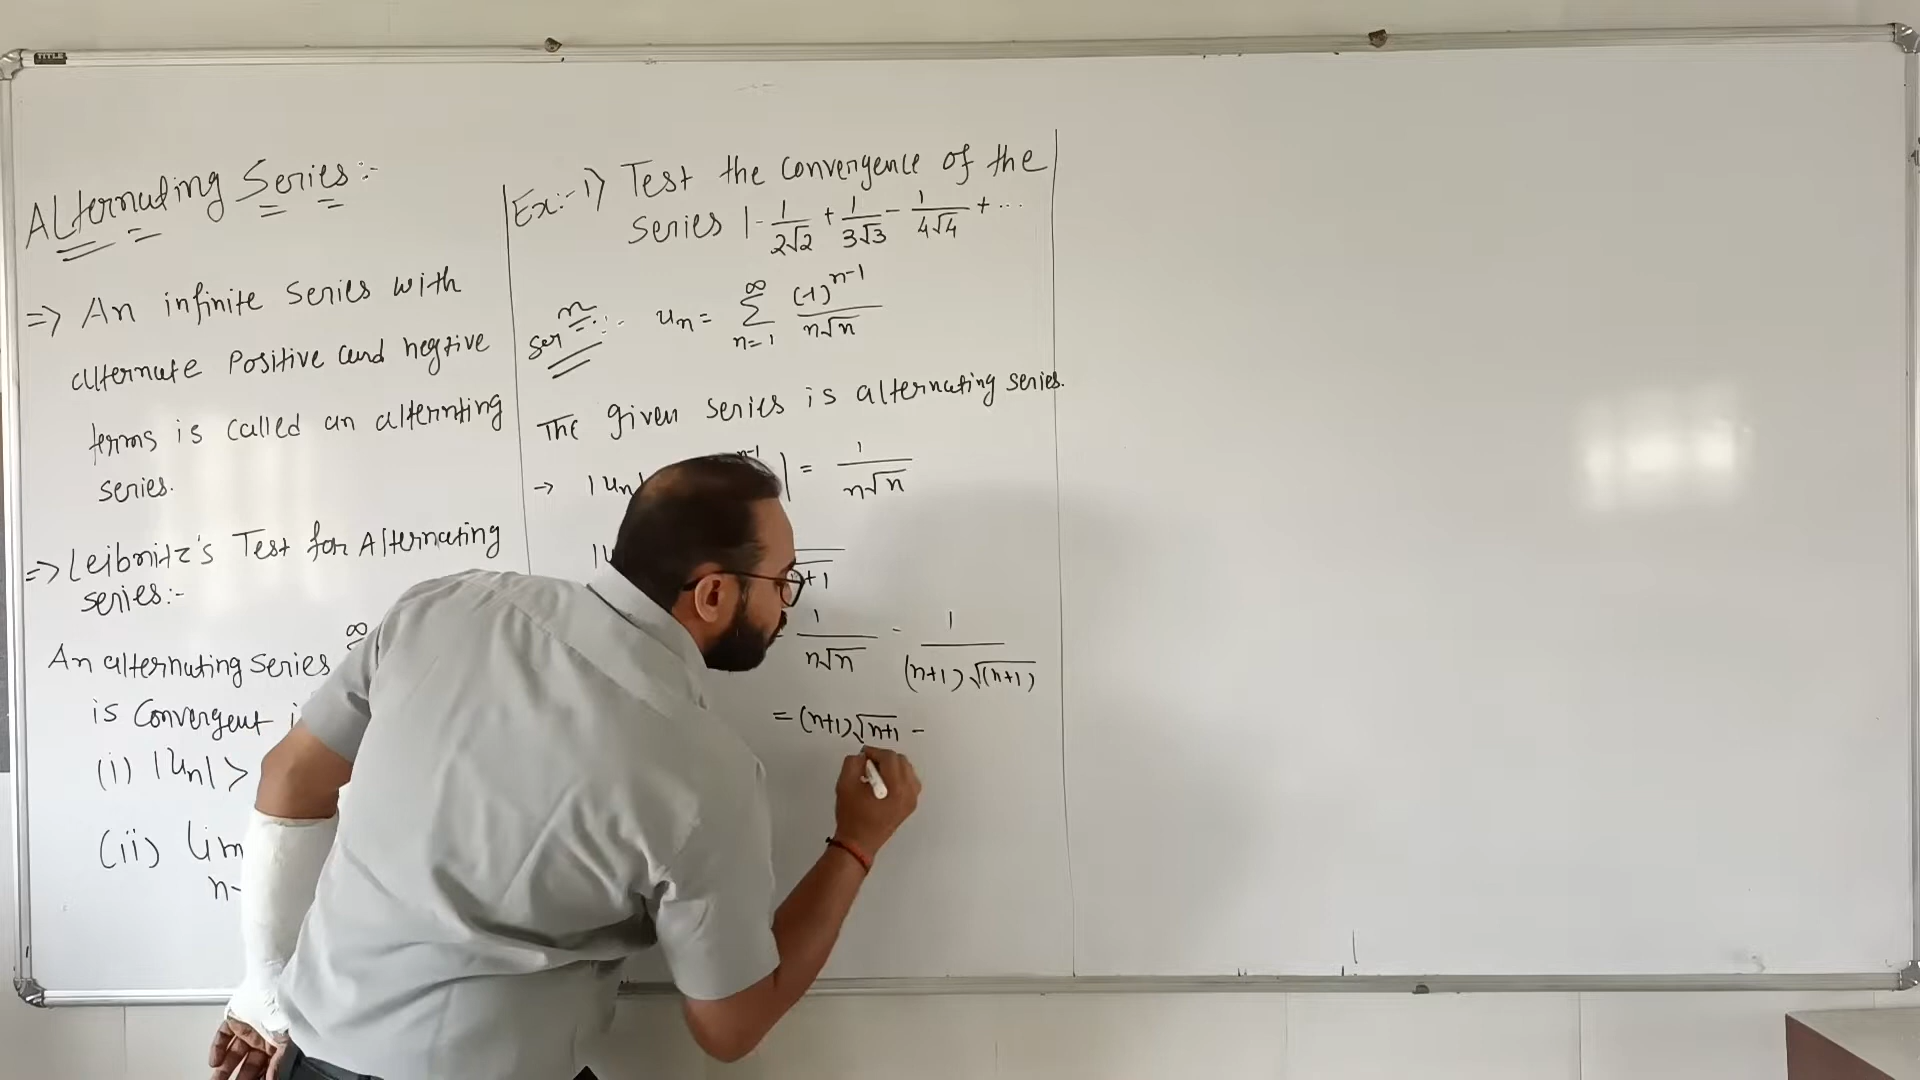 Alternating Series :-
=> An infinite series with
alternate Positive and negtive
terms is called an alternting
series.
=> Leibnitz's Test for Alternating
series:-
An alternating series ∞
is Convergent
(i) |un| >
(ii) lim
n-
Ex:-1) Test the convergence of the
series 1 - 1/2√2 + 1/3√3 - 1/4√4 + ...
un = ∞ Σ n=1 (-1)^n-1 / n√n
The given series is alternating series.
→ |un| n-1 | = 1 / n√n
+1
1 / n√n - 1 / (n+1)√(n+1)
= (n+1)√n+1 -